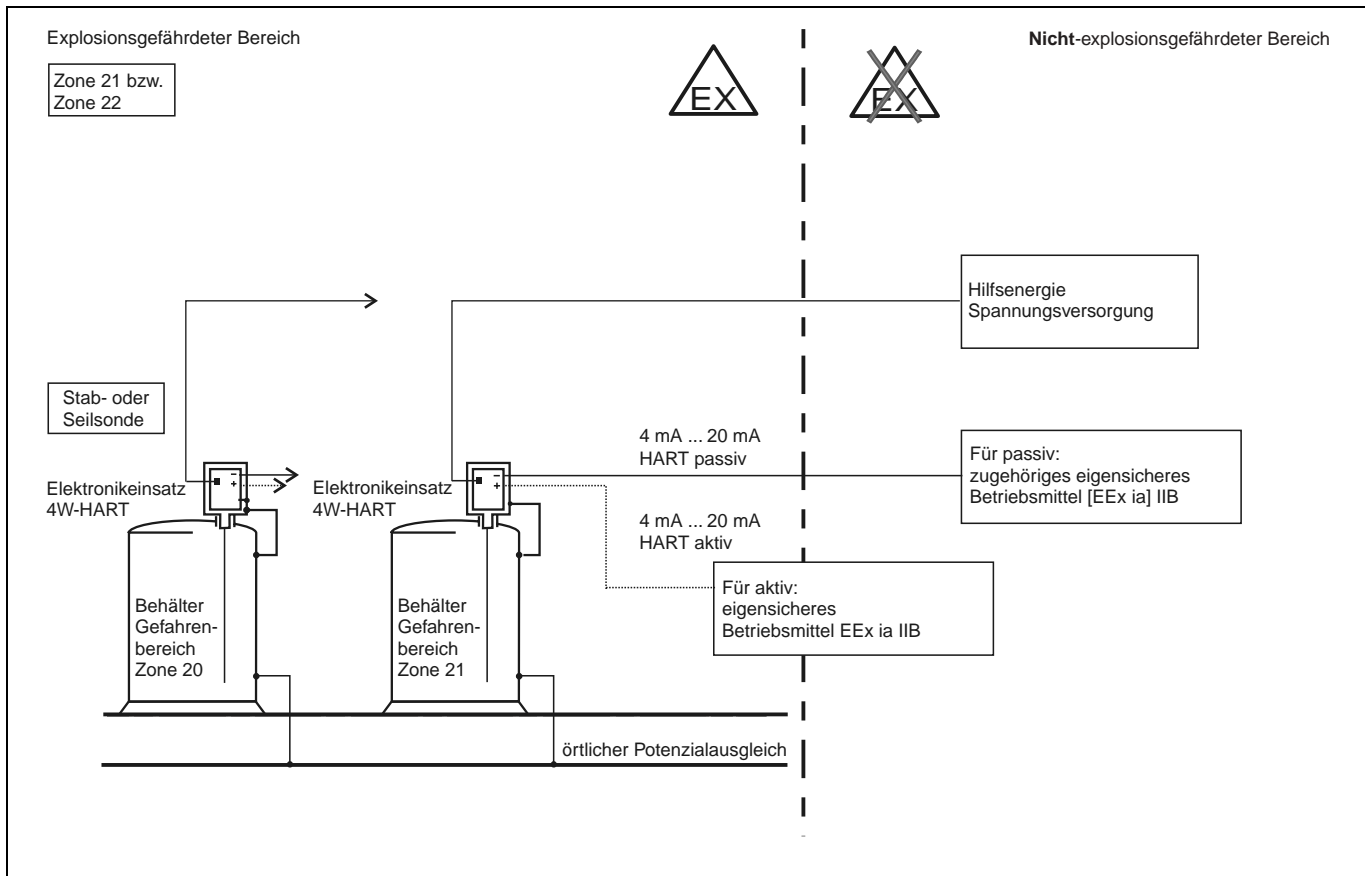 Explosionsgefährdeter Bereich
Nicht-explosionsgefährdeter Bereich
Zone 21 bzw.
Zone 22
EX
EX
Hilfsenergie
Spannungsversorgung
Stab- oder
Seilsonde
4 mA ... 20 mA
HART passiv
Für passiv:
zugehöriges eigensicheres
Betriebsmittel [EEx ia] IIB
Elektronikeinsatz
4W-HART
Elektronikeinsatz
4W-HART
4 mA ... 20 mA
HART aktiv
Für aktiv:
eigensicheres
Betriebsmittel EEx ia IIB
Behälter
Gefahren-
bereich
Zone 20
Behälter
Gefahren-
bereich
Zone 21
örtlicher Potenzialausgleich